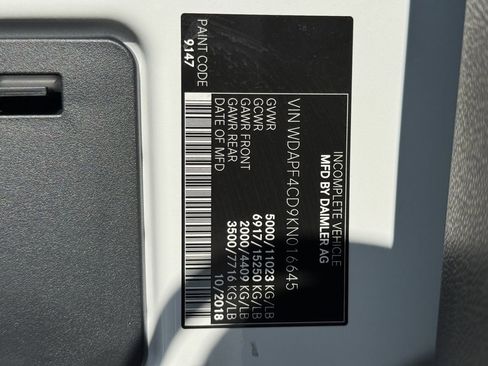 INCOMPLETE VEHICLE
MFD BY DAIMLER AG
VIN WDAPF4CD9KN016645
GVWR 5000/11023 KG/LB
GCWR 6917/15250 KG/LB
GAWR FRONT 2000/4409 KG/LB
GAWR REAR 3500/7716 KG/LB
DATE OF MFD 10/2018
PAINT CODE
9147